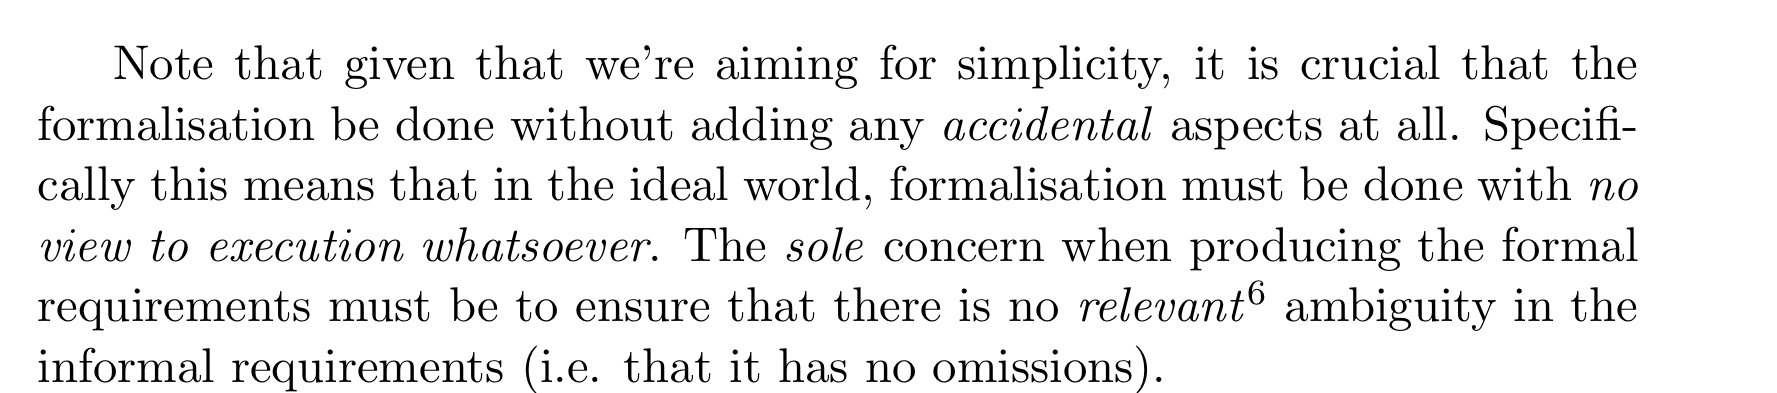 Note that given that we're aiming for simplicity, it is crucial that the
formalisation be done without adding any accidental aspects at all. Specifi-
cally this means that in the ideal world, formalisation must be done with no
view to execution whatsoever. The sole concern when producing the formal
requirements must be to ensure that there is no relevant⁶ ambiguity in the
informal requirements (i.e. that it has no omissions).